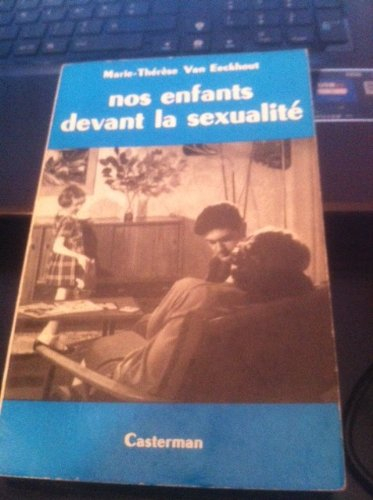 Marie-Thérèse Van Eeckhout
nos enfants
devant la sexualité
Casterman